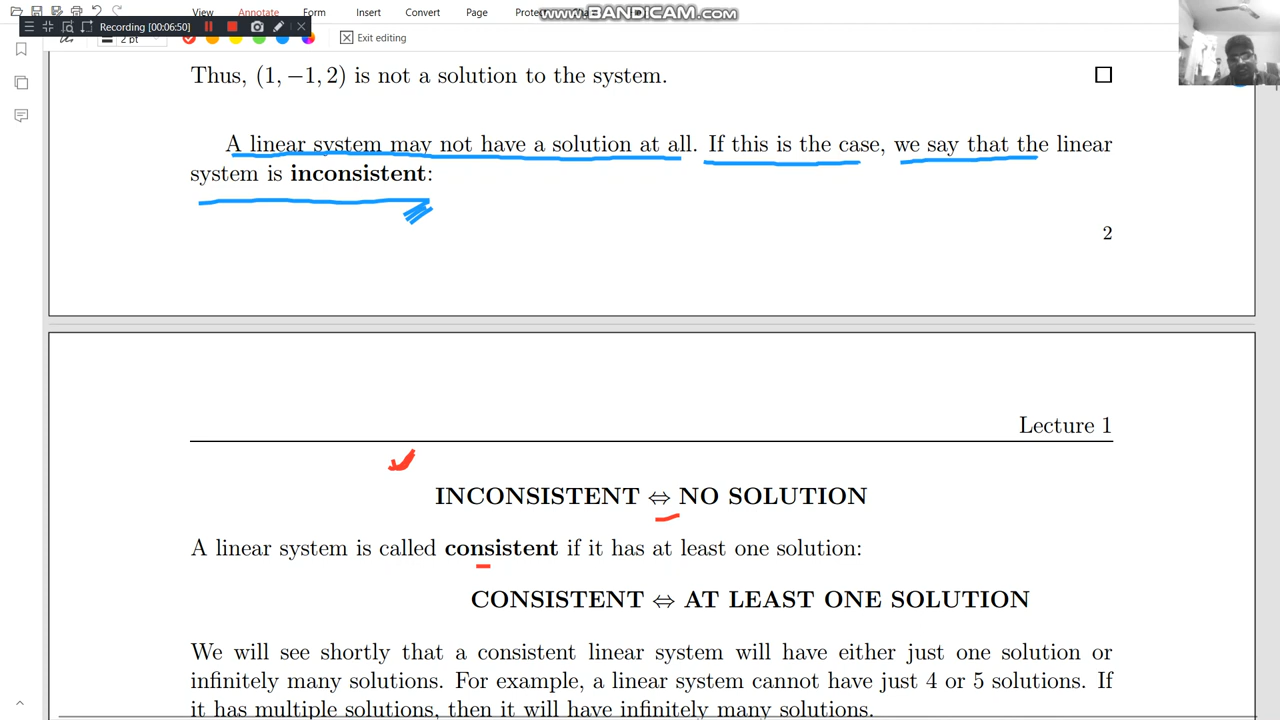 www.BANDICAM.com
Recording [00:06:50]
View Annotate Form Insert Convert Page
2 pt
Exit editing
Thus, (1, −1, 2) is not a solution to the system.
A linear system may not have a solution at all. If this is the case, we say that the linear
system is inconsistent:
2
Lecture 1
INCONSISTENT ⇔ NO SOLUTION
A linear system is called consistent if it has at least one solution:
CONSISTENT ⇔ AT LEAST ONE SOLUTION
We will see shortly that a consistent linear system will have either just one solution or
infinitely many solutions. For example, a linear system cannot have just 4 or 5 solutions. If
it has multiple solutions, then it will have infinitely many solutions.